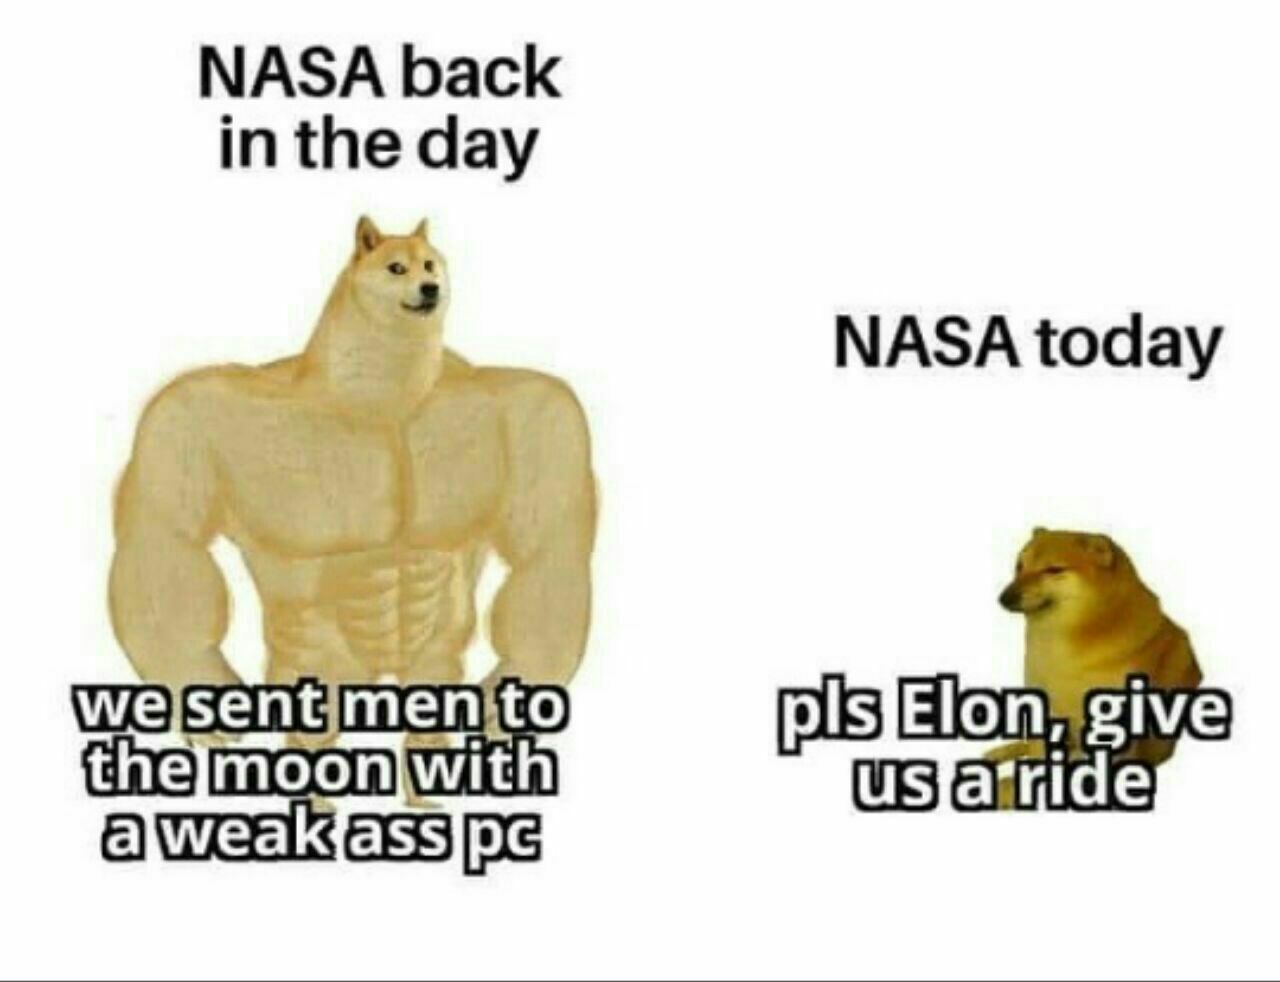 NASA back
in the day
we sent men to
the moon with
a weak ass pc
NASA today
pls Elon, give
us a ride